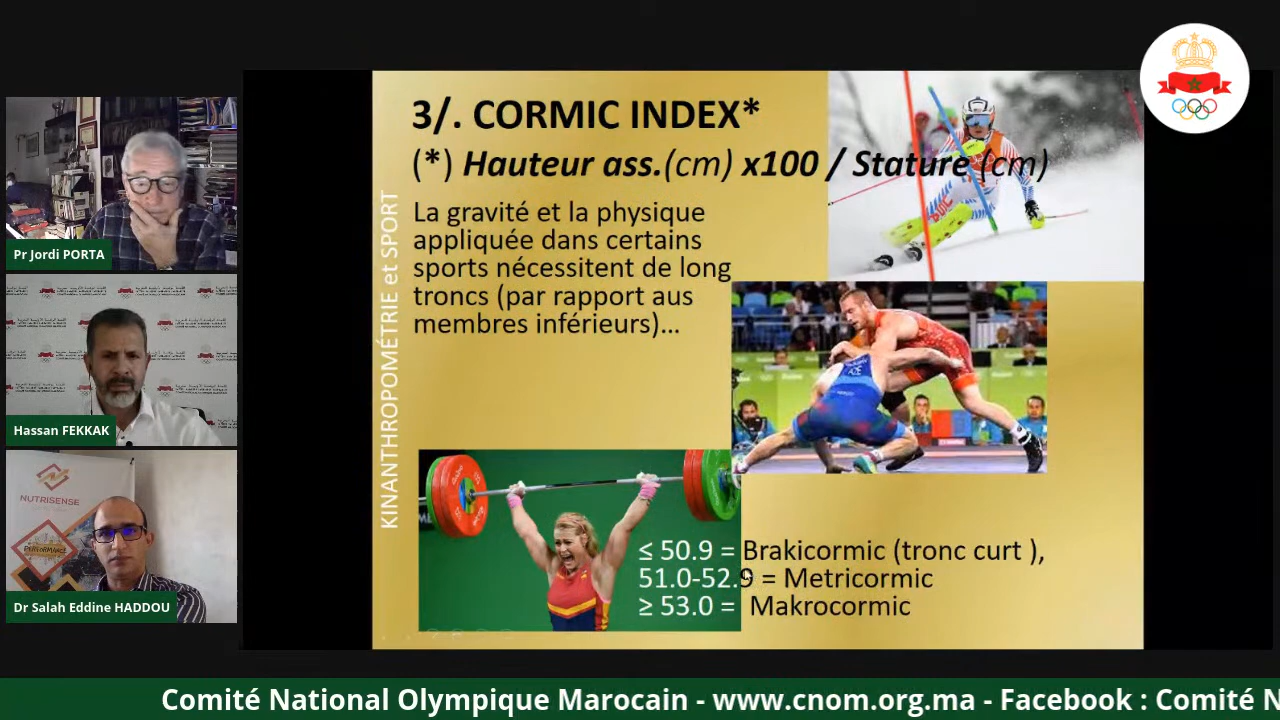 3/. CORMIC INDEX*
(*) Hauteur ass.(cm) x100 / Stature (cm)
La gravité et la physique
appliquée dans certains
sports nécessitent de long
troncs (par rapport aus
membres inférieurs)...
KINANTHROPOMÉTRIE et SPORT
≤ 50.9 = Brakicormic (tronc curt ),
51.0-52.9 = Metricormic
≥ 53.0 = Makrocormic
Pr Jordi PORTA
Hassan FEKKAK
NUTRISENSE
PERFORMANCE
Dr Salah Eddine HADDOU
Comité National Olympique Marocain - www.cnom.org.ma - Facebook : Comité N